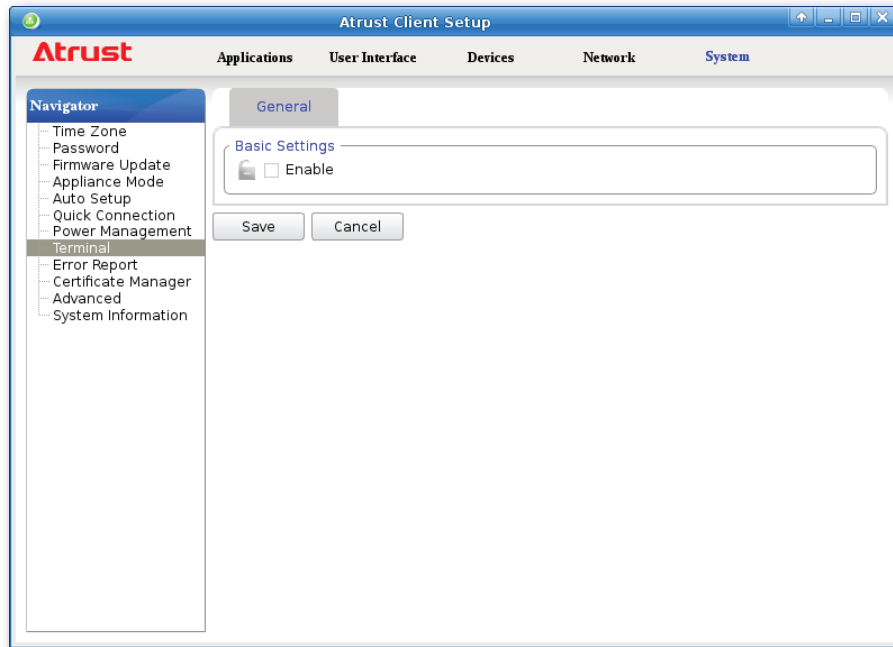 Atrust Client Setup
Atrust
Applications User Interface Devices Network System
Navigator
Time Zone
Password
Firmware Update
Appliance Mode
Auto Setup
Quick Connection
Power Management
Terminal
Error Report
Certificate Manager
Advanced
System Information
General
Basic Settings
Enable
Save Cancel